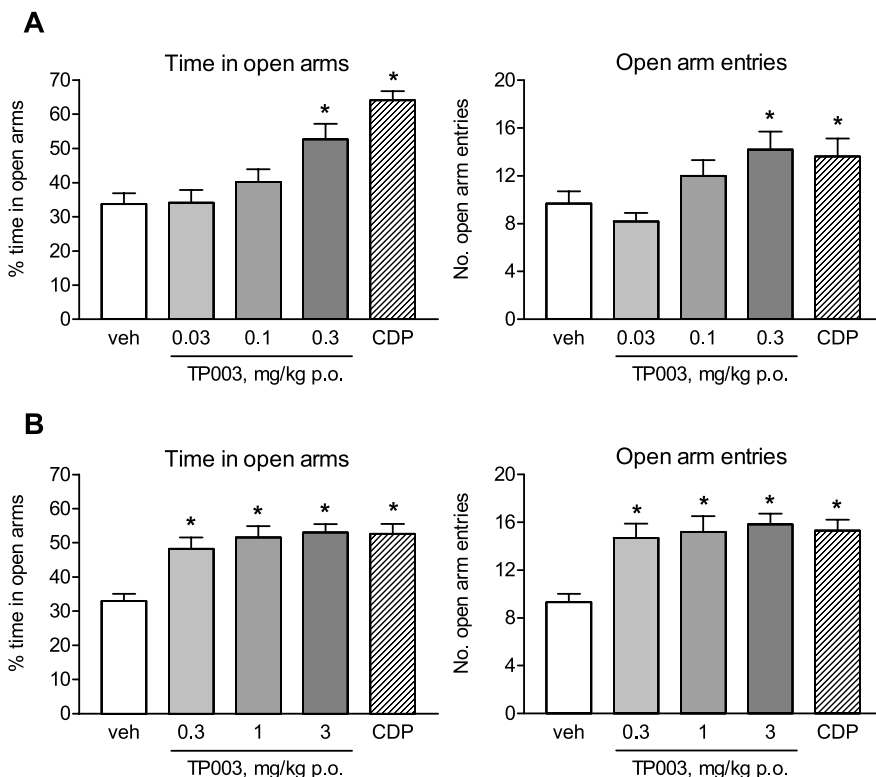 A
Time in open arms
% time in open arms
70
60
50
40
30
20
10
0
* *
veh 0.03 0.1 0.3 CDP
TP003, mg/kg p.o.
Open arm entries
No. open arm entries
20
16
12
8
4
0
* *
veh 0.03 0.1 0.3 CDP
TP003, mg/kg p.o.
B
Time in open arms
% time in open arms
70
60
50
40
30
20
10
0
* * * *
veh 0.3 1 3 CDP
TP003, mg/kg p.o.
Open arm entries
No. open arm entries
20
16
12
8
4
0
* * * *
veh 0.3 1 3 CDP
TP003, mg/kg p.o.